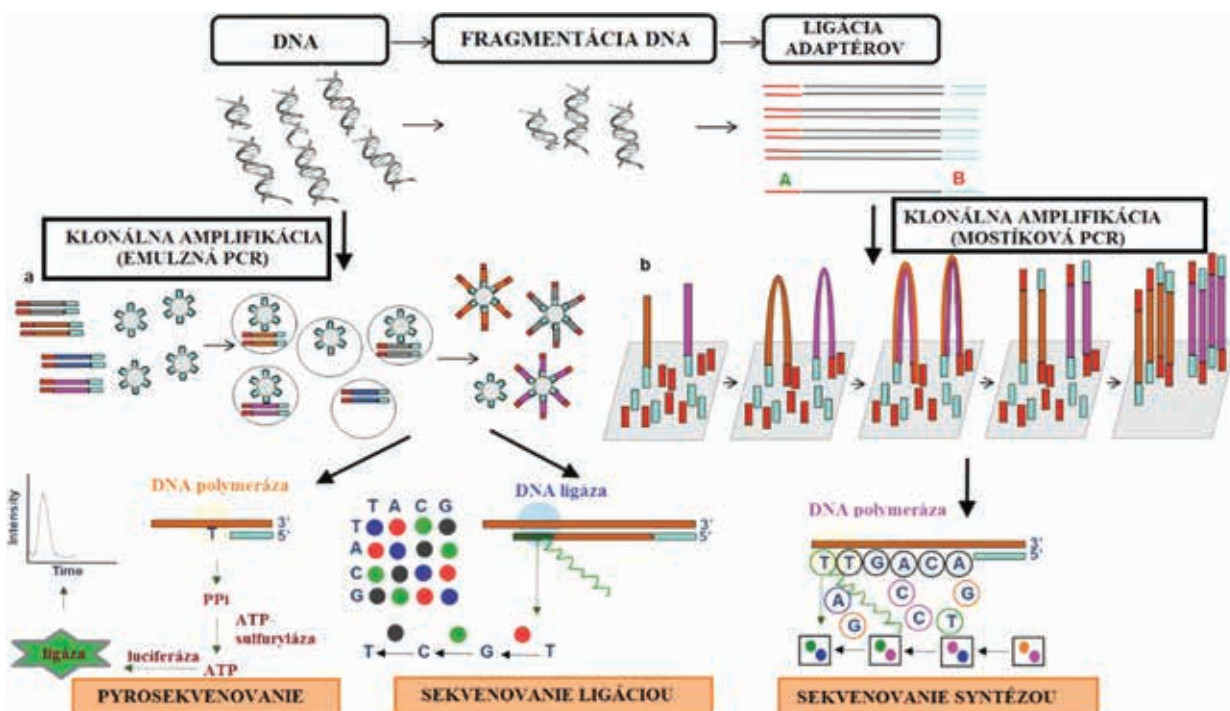 DNA
FRAGMENTÁCIA DNA
LIGÁCIA
ADAPTÉROV
A
B
KLONÁLNA AMPLIFIKÁCIA
(EMULZNÁ PCR)
KLONÁLNA AMPLIFIKÁCIA
(MOSTÍKOVÁ PCR)
a
b
Intensity
Time
DNA polymeráza
3'
5'
T
PPi
ATP
sulfuryláza
ATP
luciferáza
ligáza
PYROSEKVENOVANIE
T A C G
T
A
C
G
DNA ligáza
3'
5'
T C G T
SEKVENOVANIE LIGÁCIOU
DNA polymeráza
3'
5'
T T G A C A
A C G
G C T
SEKVENOVANIE SYNTÉZOU